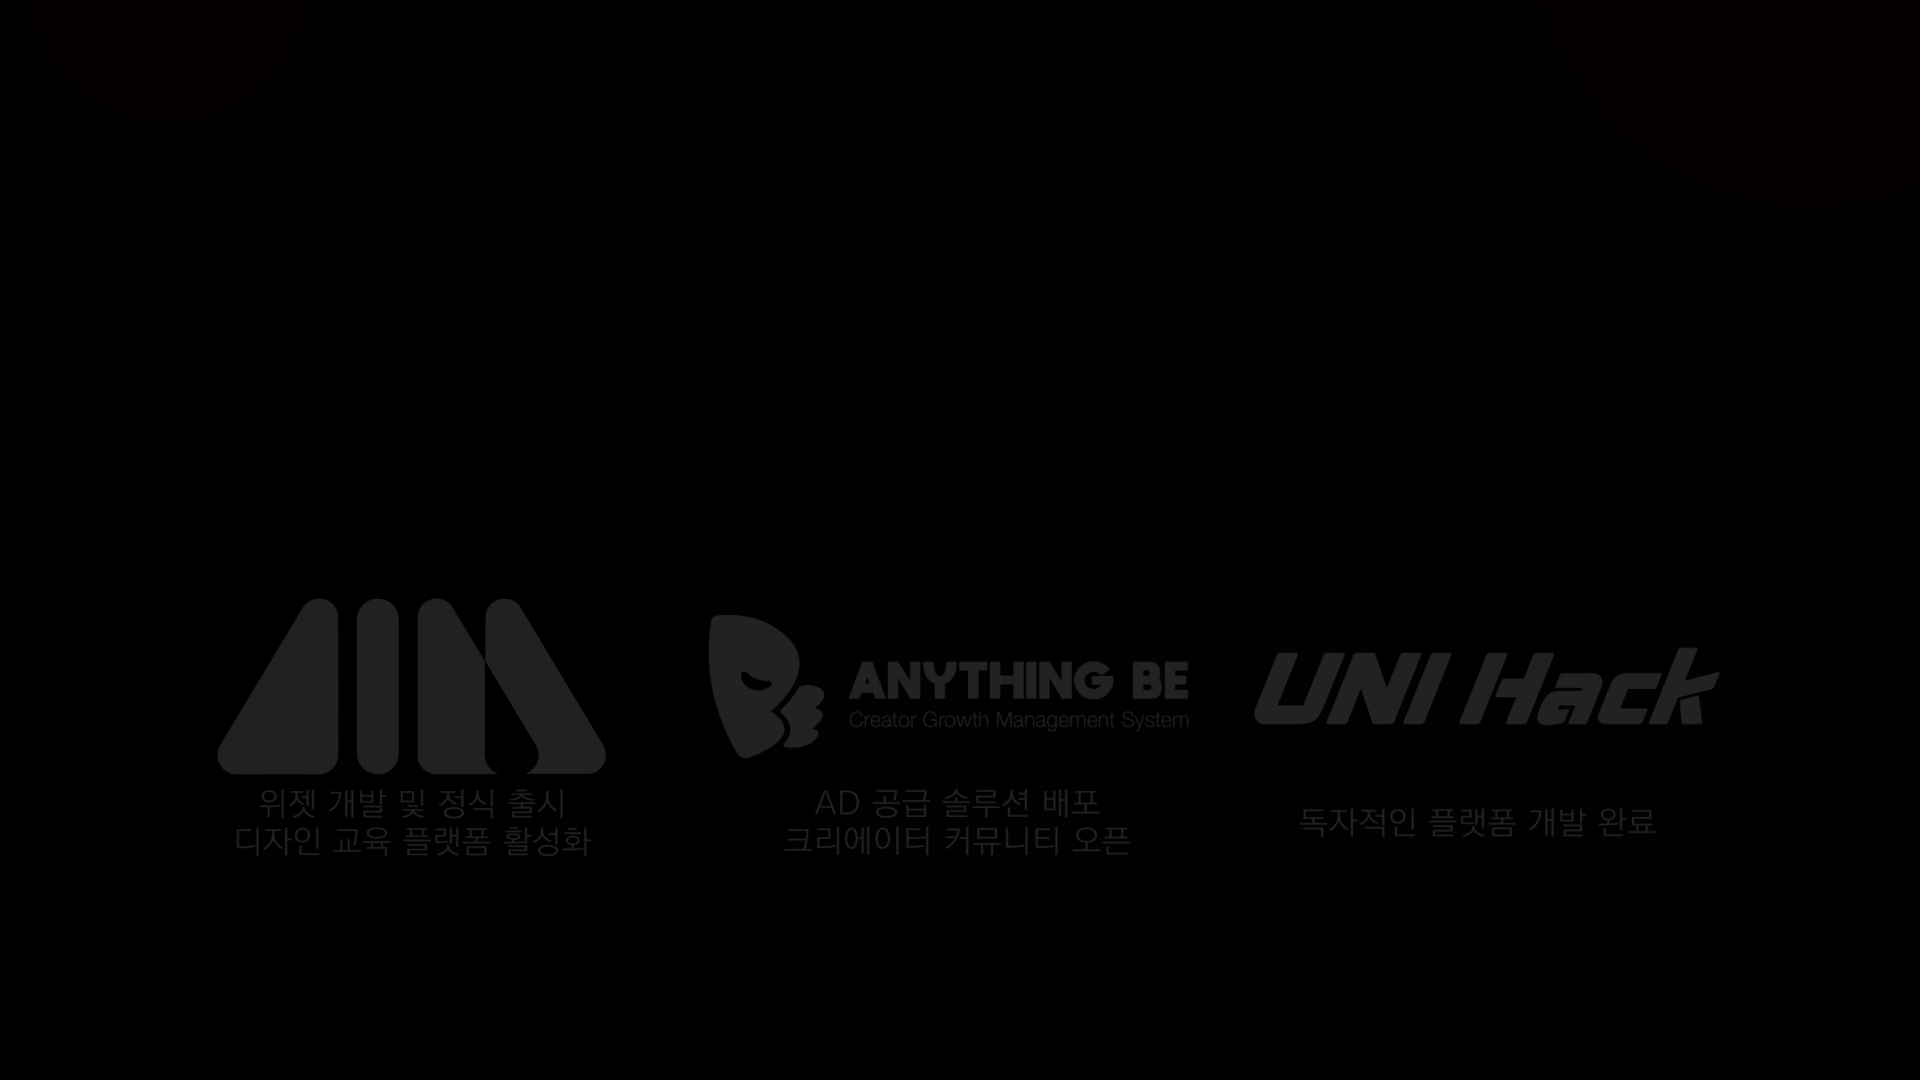 ANYTHING BE
Creator Growth Management System
UNI Hack
위젯 개발 및 정식 출시
디자인 교육 플랫폼 활성화
AD 공급 솔루션 배포
크리에이터 커뮤니티 오픈
독자적인 플랫폼 개발 완료